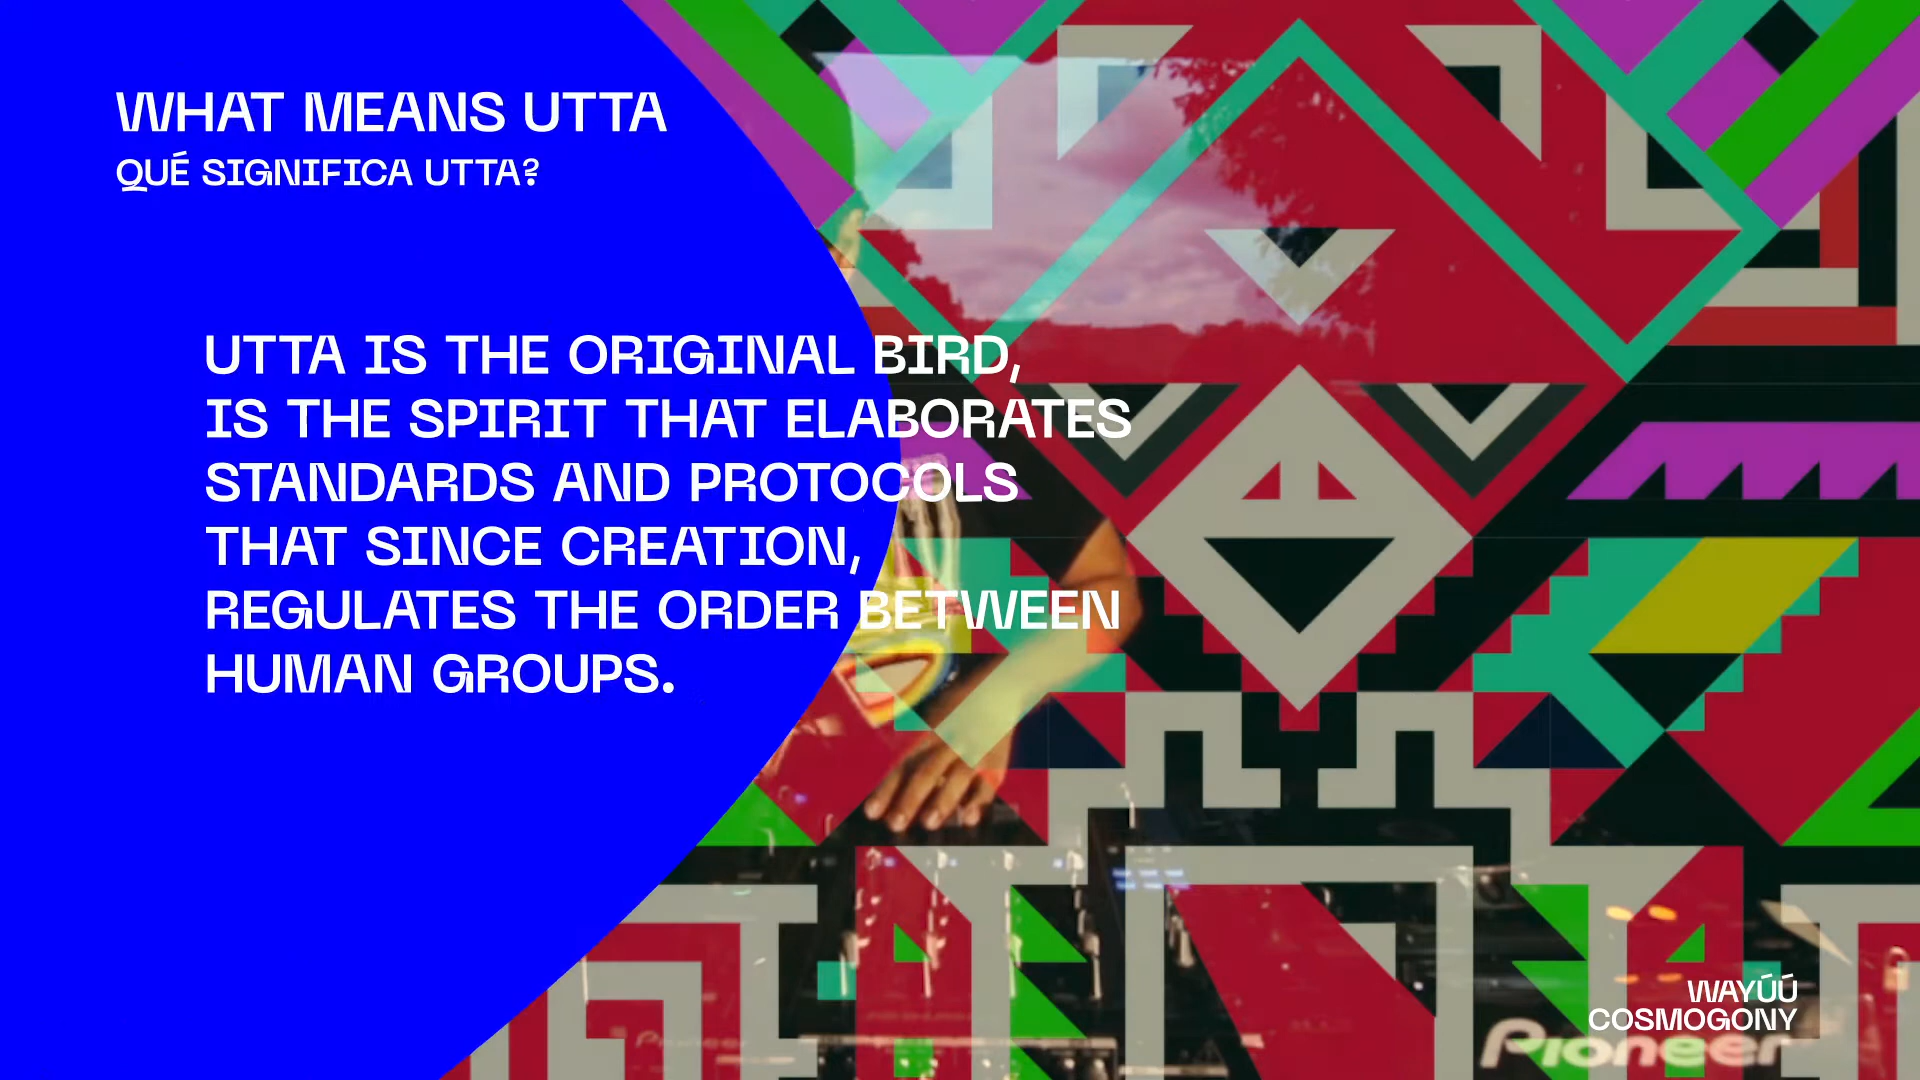 WHAT MEANS UTTA
QUÉ SIGNIFICA UTTA?
UTTA IS THE ORIGINAL BIRD,
IS THE SPIRIT THAT ELABORATES
STANDARDS AND PROTOCOLS
THAT SINCE CREATION,
REGULATES THE ORDER BETWEEN
HUMAN GROUPS.
WAYÚÚ
COSMOGONY
Pioneer
Pioneer